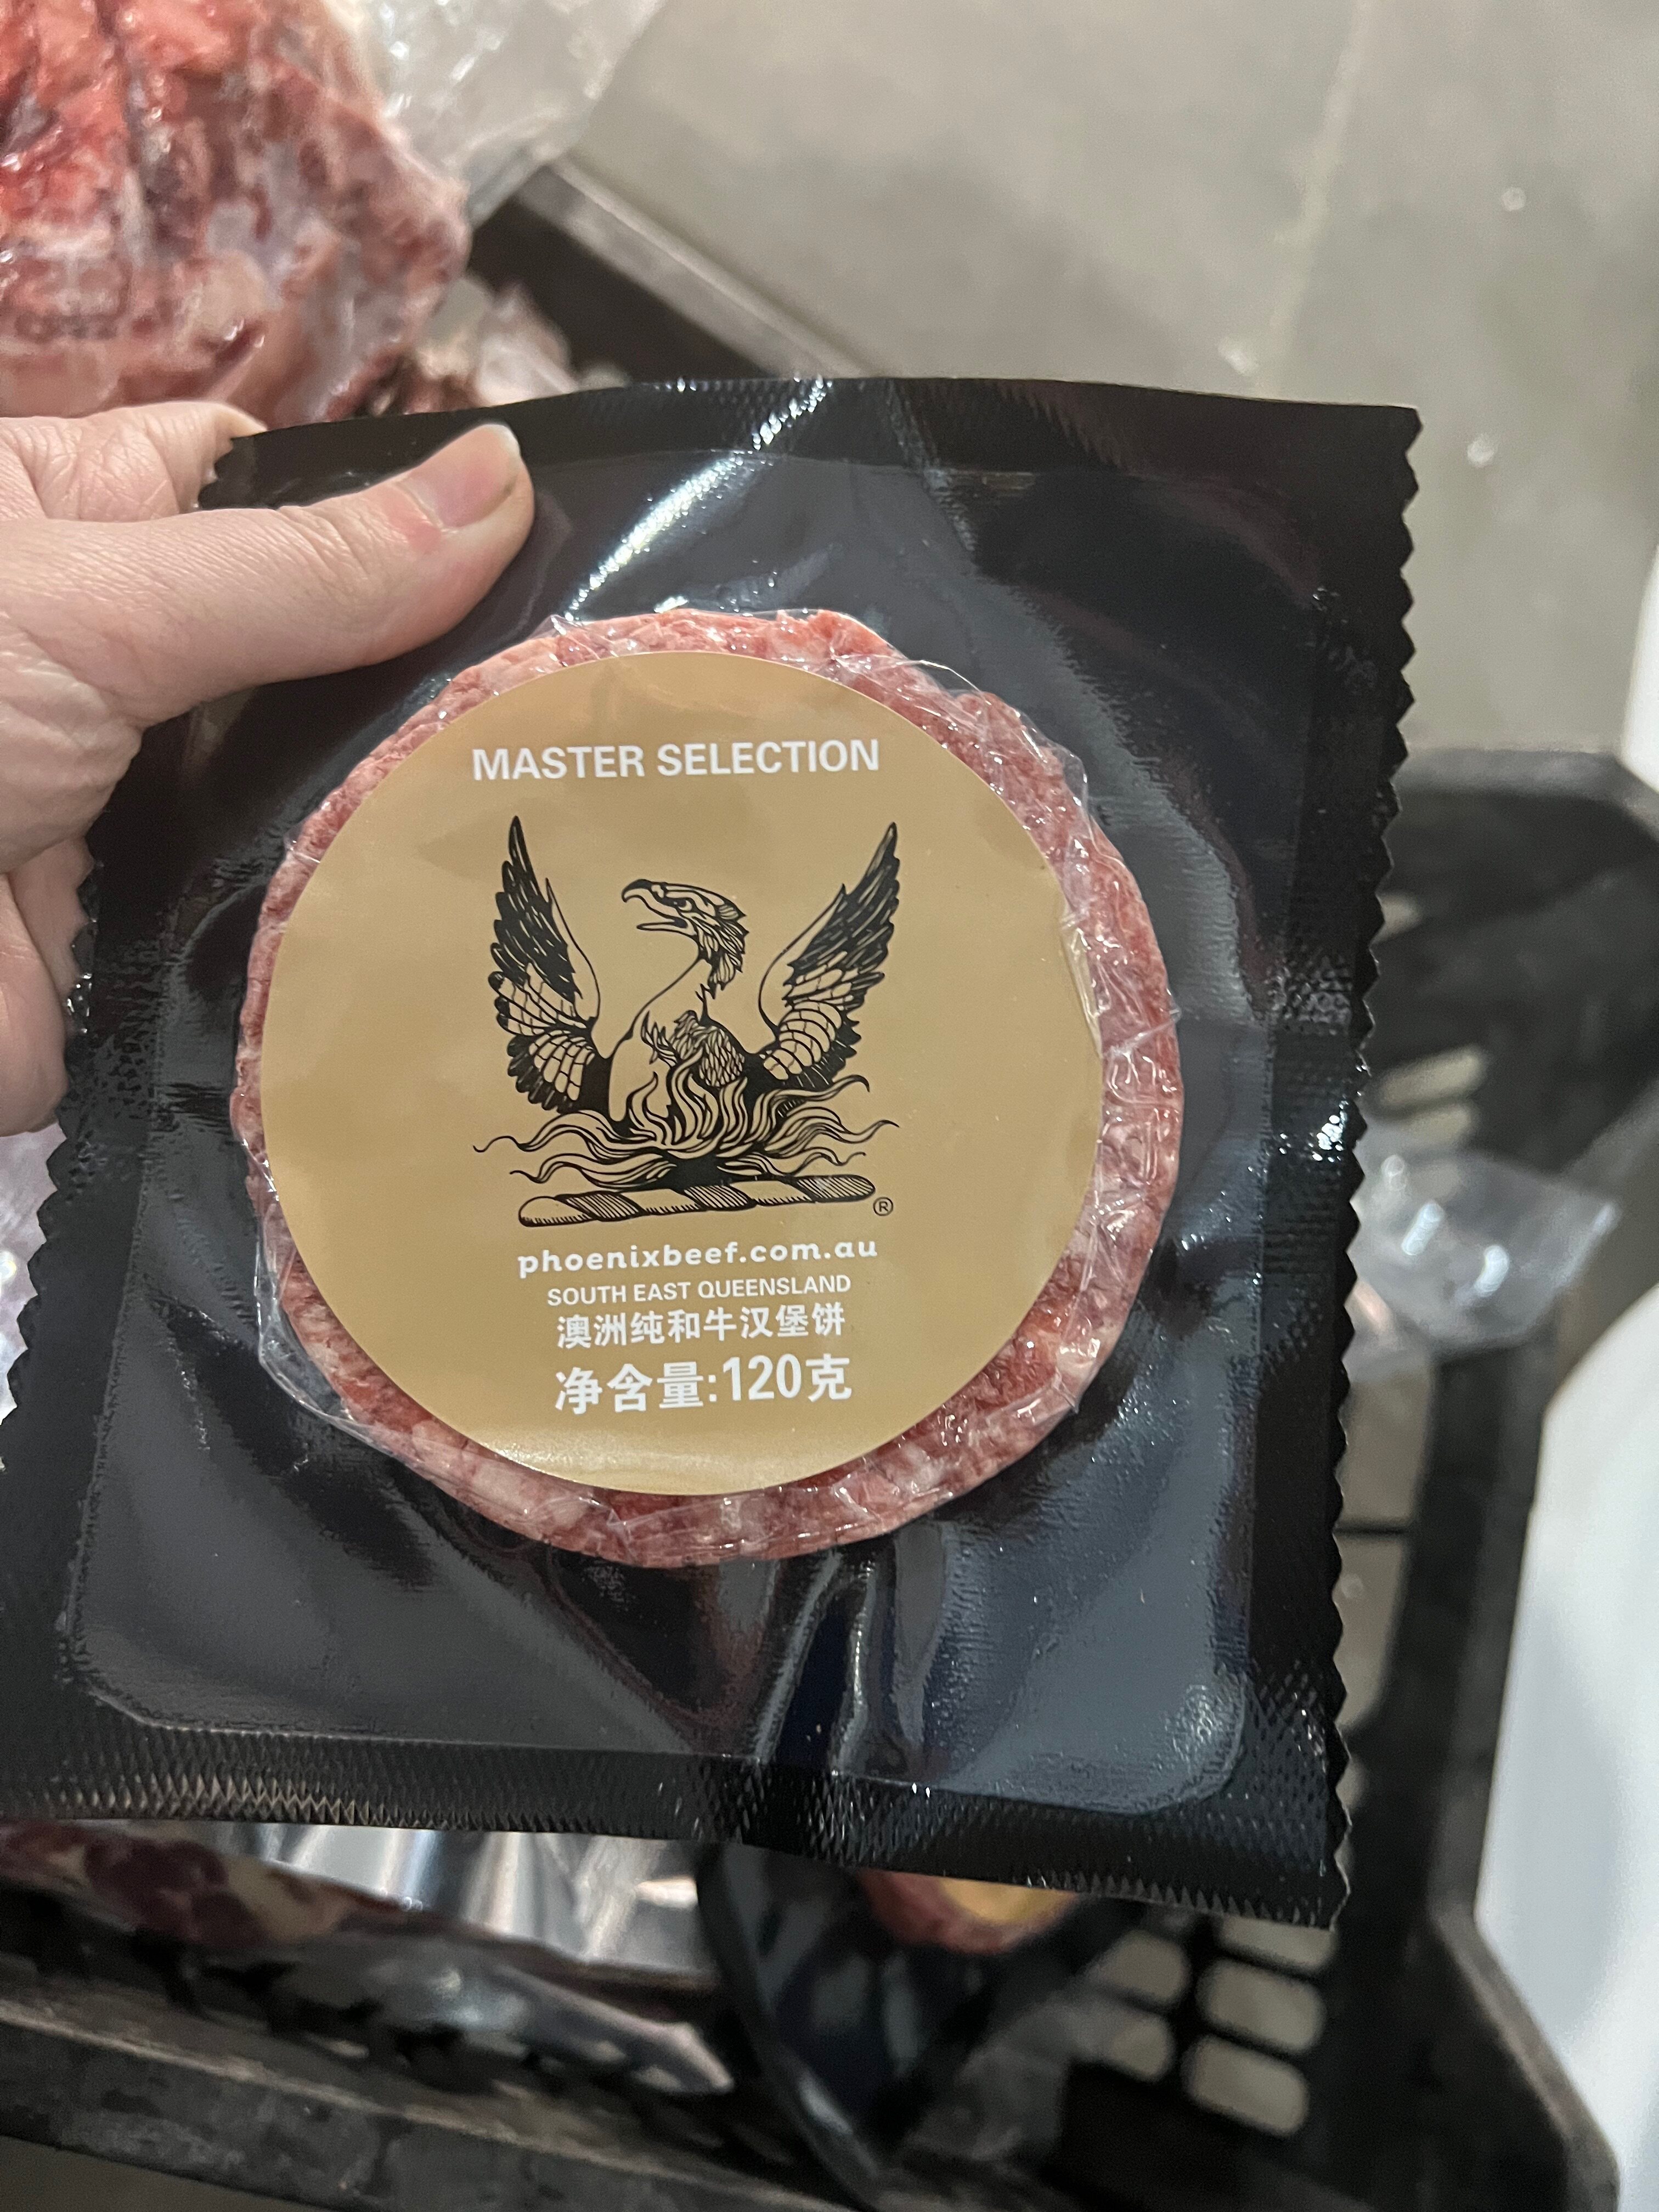 MASTER SELECTION
®
phoenixbeef.com.au
SOUTH EAST QUEENSLAND
澳洲纯和牛汉堡饼
净含量:120克